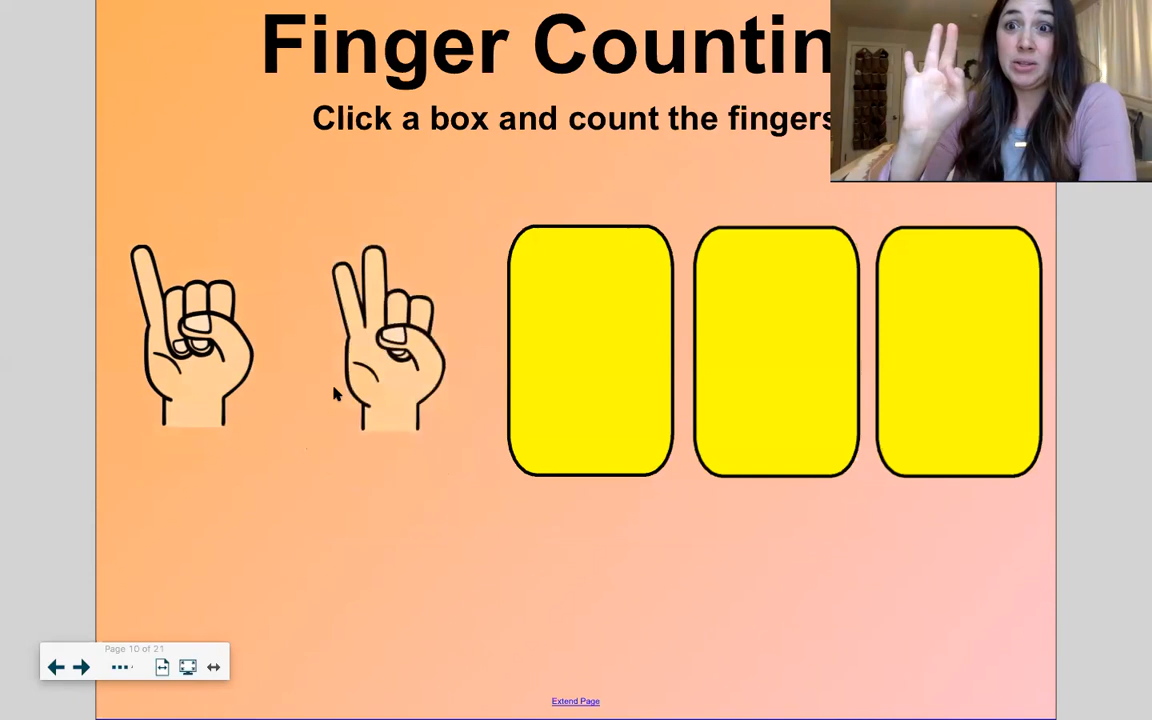 Finger Countin
Click a box and count the fingers
Page 10 of 21
Extend Page